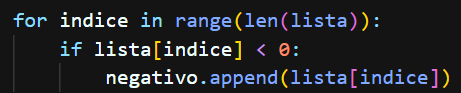 for indice in range(len(lista)):
    if lista[indice] < 0:
        negativo.append(lista[indice])